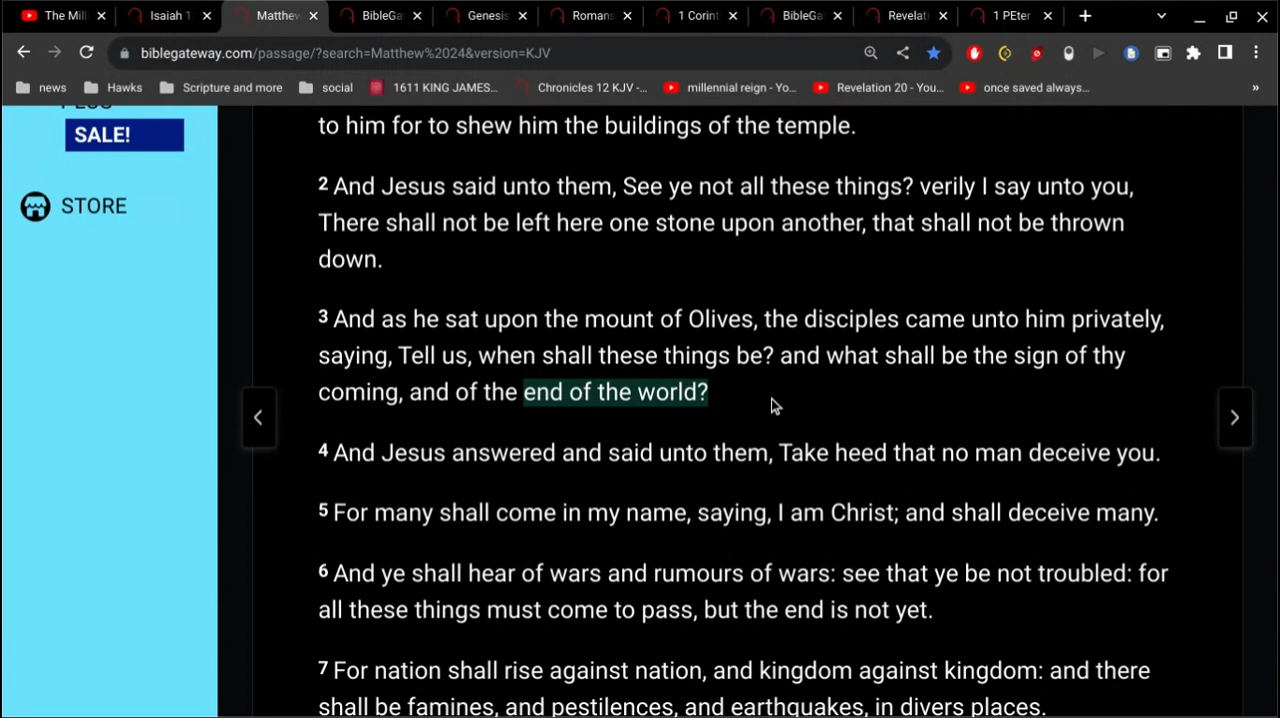 The Mill
Isaiah 1
Matthew
BibleGa
Genesis
Romans
1 Corint
BibleGa
Revelati
1 PEter
biblegateway.com/passage/?search=Matthew%2024&version=KJV
news
Hawks
Scripture and more
social
1611 KING JAMES...
Chronicles 12 KJV -...
millennial reign - Yo...
Revelation 20 - You...
once saved always...
»
SALE!
STORE
to him for to shew him the buildings of the temple.
2 And Jesus said unto them, See ye not all these things? verily I say unto you,
There shall not be left here one stone upon another, that shall not be thrown
down.
3 And as he sat upon the mount of Olives, the disciples came unto him privately,
saying, Tell us, when shall these things be? and what shall be the sign of thy
coming, and of the end of the world?
4 And Jesus answered and said unto them, Take heed that no man deceive you.
5 For many shall come in my name, saying, I am Christ; and shall deceive many.
6 And ye shall hear of wars and rumours of wars: see that ye be not troubled: for
all these things must come to pass, but the end is not yet.
7 For nation shall rise against nation, and kingdom against kingdom: and there
shall be famines, and pestilences, and earthquakes, in divers places.